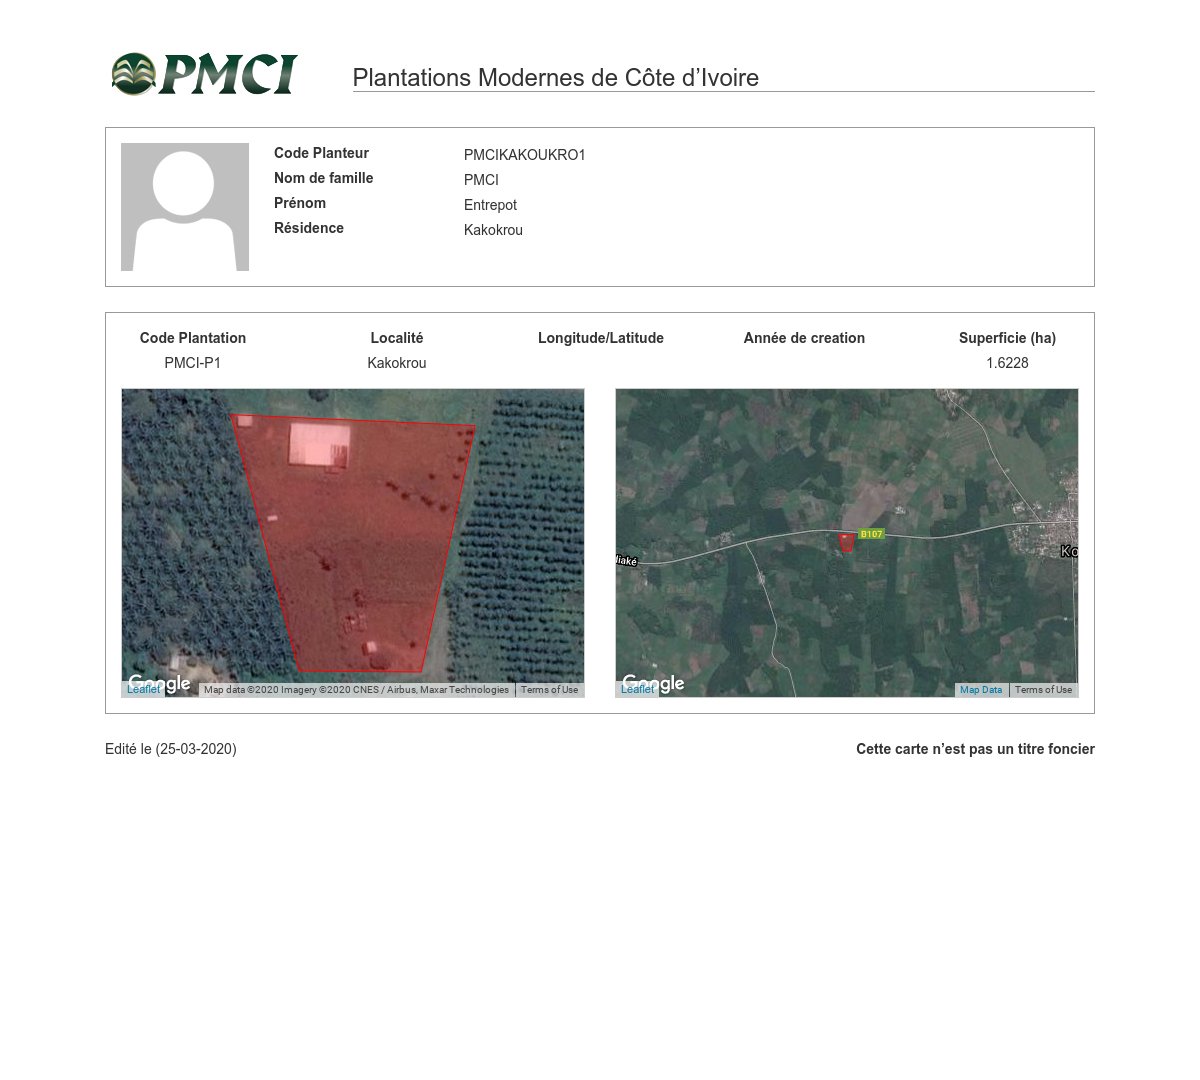 PMCI
Plantations Modernes de Côte d’Ivoire
Code Planteur PMCIKAKOUKRO1
Nom de famille PMCI
Prénom Entrepot
Résidence Kakokrou
Code Plantation Localité Longitude/Latitude Année de creation Superficie (ha)
PMCI-P1 Kakokrou 1.6228
B107
Ko
liaké
Google
Leaflet Map data ©2020 Imagery ©2020 CNES / Airbus, Maxar Technologies Terms of Use
Google
Leaflet Map Data Terms of Use
Edité le (25-03-2020) Cette carte n’est pas un titre foncier